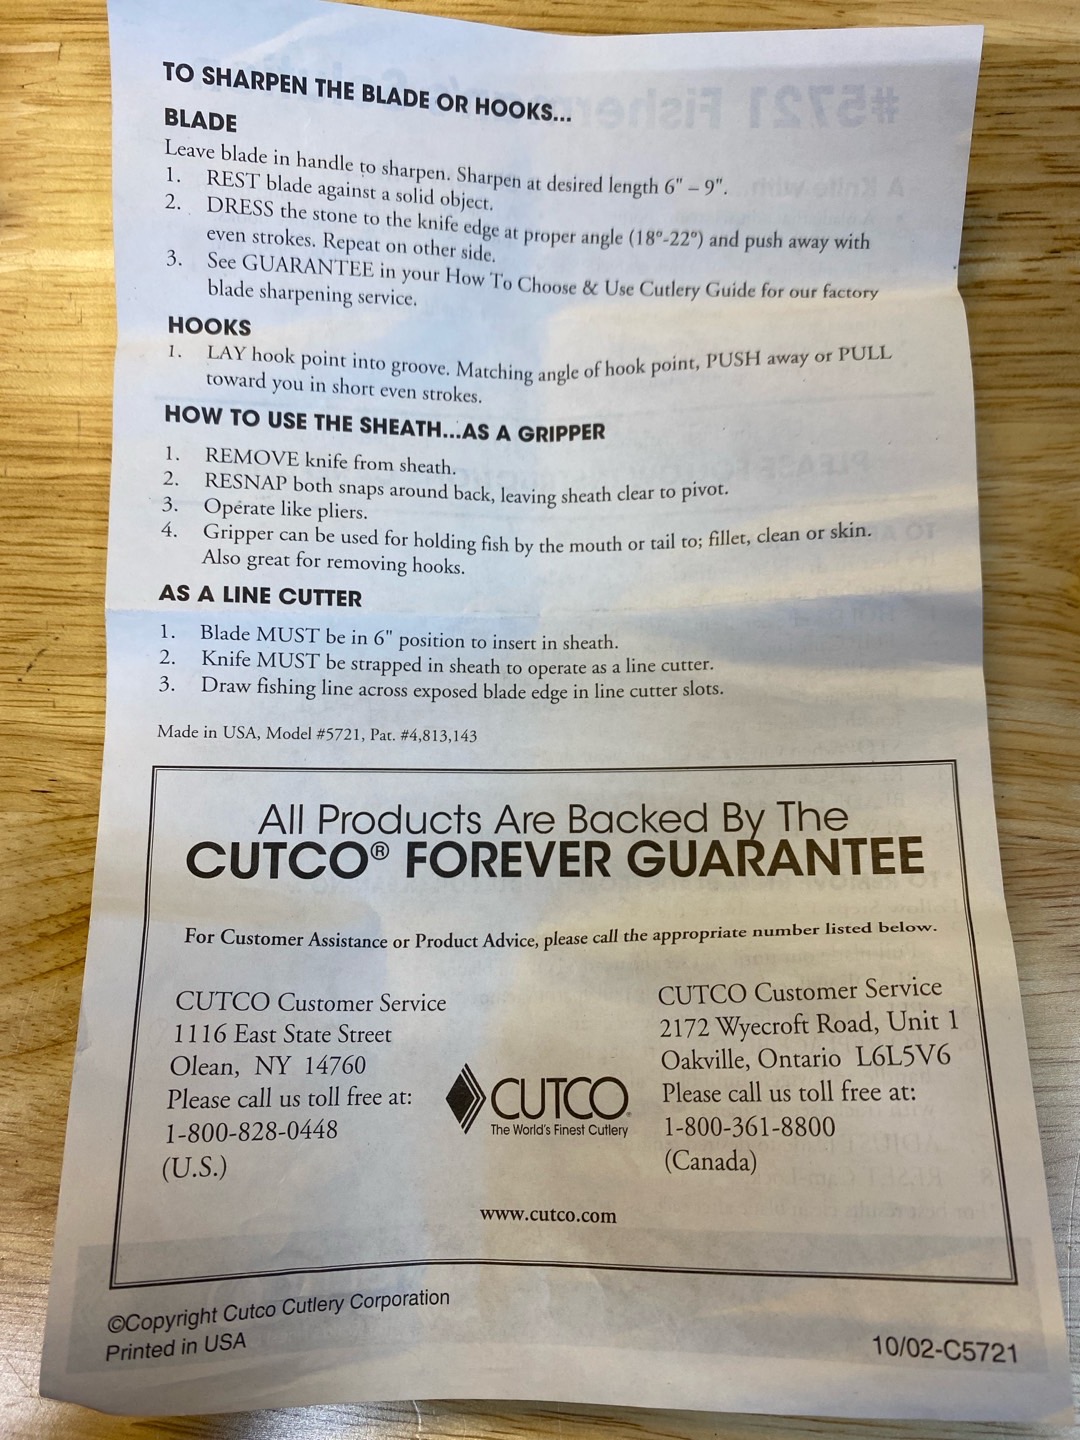 TO SHARPEN THE BLADE OR HOOKS...
BLADE
Leave blade in handle to sharpen. Sharpen at desired length 6" – 9".
1. REST blade against a solid object.
2. DRESS the stone to the knife edge at proper angle (18º-22º) and push away with
even strokes. Repeat on other side.
3. See GUARANTEE in your How To Choose & Use Cutlery Guide for our factory
blade sharpening service.
HOOKS
1. LAY hook point into groove. Matching angle of hook point, PUSH away or PULL
toward you in short even strokes.
HOW TO USE THE SHEATH...AS A GRIPPER
1. REMOVE knife from sheath.
2. RESNAP both snaps around back, leaving sheath clear to pivot.
3. Operate like pliers.
4. Gripper can be used for holding fish by the mouth or tail to; fillet, clean or skin.
Also great for removing hooks.
AS A LINE CUTTER
1. Blade MUST be in 6" position to insert in sheath.
2. Knife MUST be strapped in sheath to operate as a line cutter.
3. Draw fishing line across exposed blade edge in line cutter slots.
Made in USA, Model #5721, Pat. #4,813,143
All Products Are Backed By The
CUTCO® FOREVER GUARANTEE
For Customer Assistance or Product Advice, please call the appropriate number listed below.
CUTCO Customer Service
1116 East State Street
Olean, NY 14760
Please call us toll free at:
1-800-828-0448
(U.S.)
CUTCO®
The World's Finest Cutlery
CUTCO Customer Service
2172 Wyecroft Road, Unit 1
Oakville, Ontario L6L5V6
Please call us toll free at:
1-800-361-8800
(Canada)
www.cutco.com
©Copyright Cutco Cutlery Corporation
Printed in USA
10/02-C5721